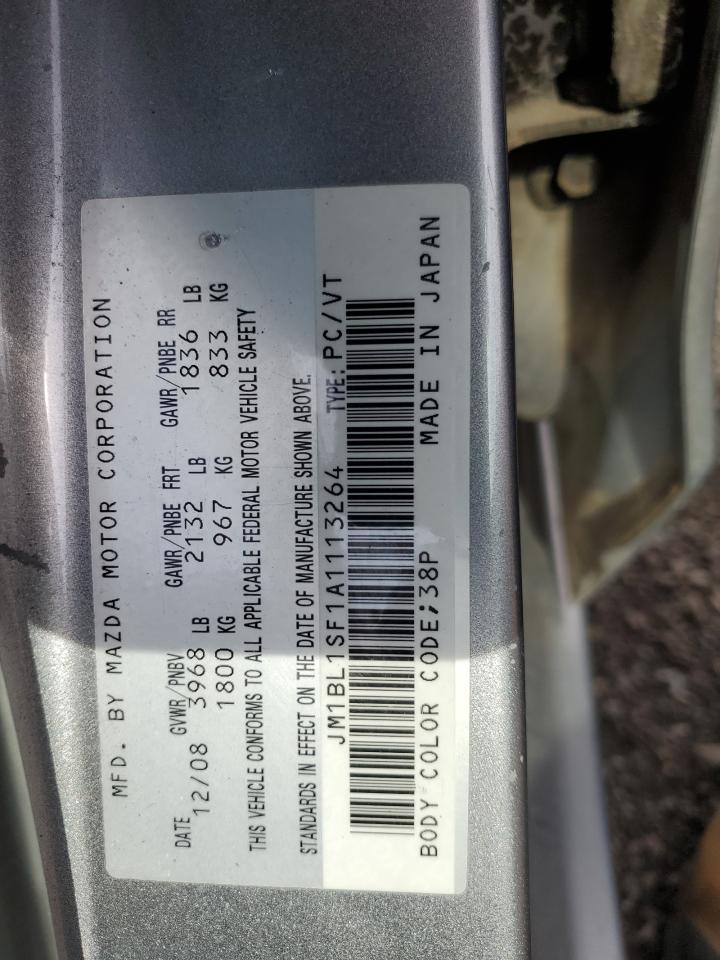 MFD. BY MAZDA MOTOR CORPORATION
DATE GVWR/PNBV GAWR/PNBE FRT GAWR/PNBE RR
12/08 3968 LB 2132 LB 1836 LB
1800 KG 967 KG 833 KG
THIS VEHICLE CONFORMS TO ALL APPLICABLE FEDERAL MOTOR VEHICLE SAFETY
STANDARDS IN EFFECT ON THE DATE OF MANUFACTURE SHOWN ABOVE.
JM1BL1SF1A1113264 TYPE: PC/VT
BODY COLOR CODE;38P MADE IN JAPAN